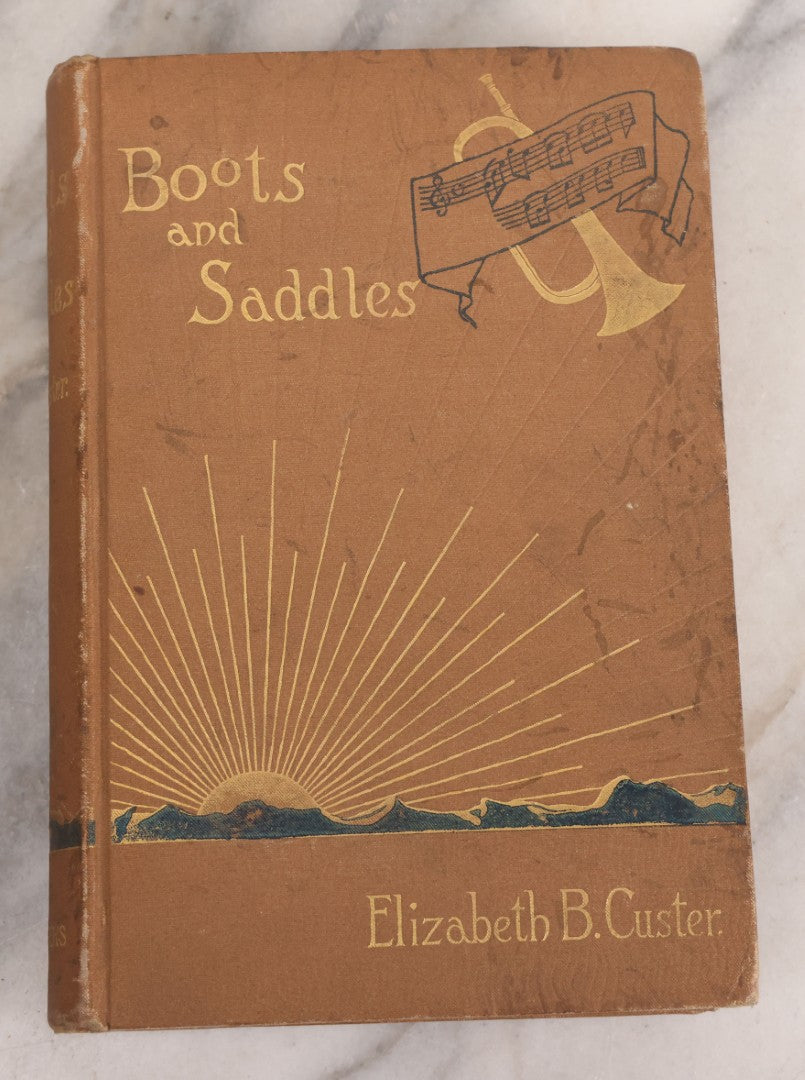 Boots
and
Saddles
Elizabeth B. Custer.